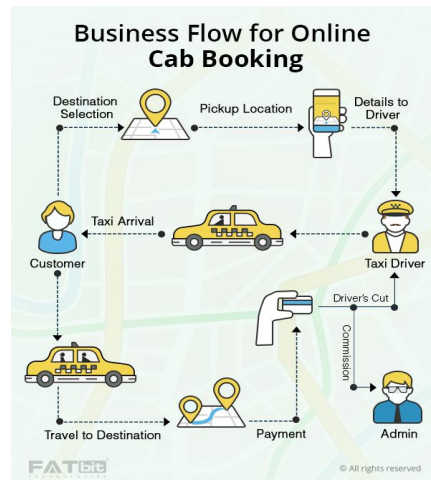 Business Flow for Online
Cab Booking
Destination
Selection
Pickup Location
Details to
Driver
Taxi Arrival
Customer
Taxi Driver
Driver's Cut
Commission
Travel to Destination
Payment
Admin
FATbit
TECHNOLOGIES
© All rights reserved